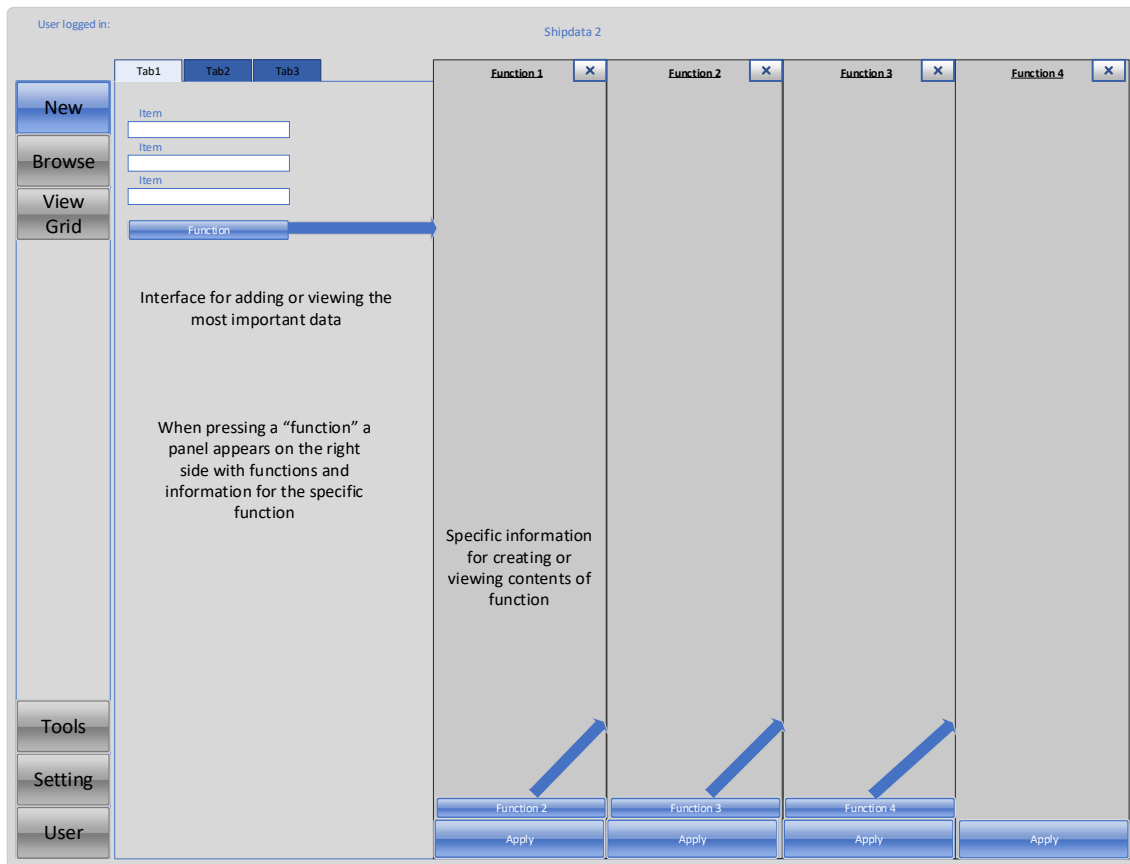 User logged in:
Shipdata 2
Tab1
Tab2
Tab3
Function 1
×
Function 2
×
Function 3
×
Function 4
×
New
Browse
View
Grid
Item
Item
Item
Function
Interface for adding or viewing the
most important data
When pressing a “function” a
panel appears on the right
side with functions and
information for the specific
function
Specific information
for creating or
viewing contents of
function
Tools
Setting
User
Function 2
Function 3
Function 4
Apply
Apply
Apply
Apply